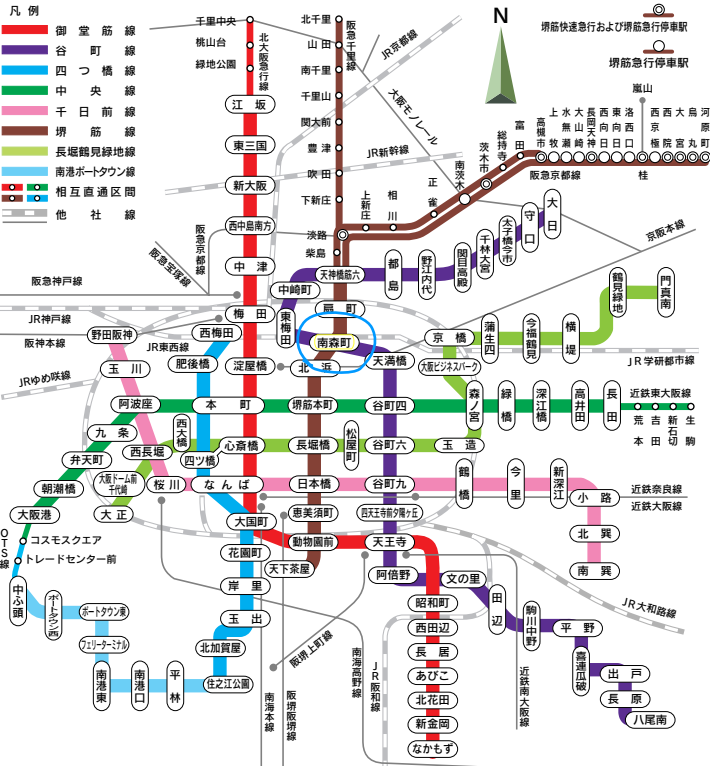 凡例
御堂筋線
谷町線
四つ橋線
中央線
千日前線
堺筋線
長堀鶴見緑地線
南港ポートタウン線
相互直通区間
他社線
N
堺筋快速急行および堺筋急行停車駅
堺筋急行停車駅
千里中央
桃山台
緑地公園
北大阪急行線
江坂
東三国
新大阪
西中島南方
中津
梅田
淀屋橋
本町
心斎橋
なんば
大国町
動物園前
天王寺
昭和町
西田辺
長居
あびこ
北花田
新金岡
なかもず
北千里
山田
南千里
千里山
関大前
豊津
吹田
下新庄
淡路
柴島
阪急千里線
JR京都線
大阪モノレール
JR新幹線
上新庄
相川
正雀
南茨木
茨木市
総持寺
富田
高槻市
上牧
水無瀬
大山崎
長岡天神
西向日
東向日
洛西口
桂
西京極
西院
大宮
烏丸
河原町
嵐山
阪急京都線
京阪本線
大日
守口
太子橋今市
千林大宮
関目高殿
野江内代
都島
天神橋筋六
中崎町
東梅田
扇町
南森町
北浜
天満橋
堺筋本町
長堀橋
日本橋
恵美須町
天下茶屋
谷町四
谷町六
谷町九
四天王寺前夕陽ヶ丘
阿倍野
文の里
田辺
駒川中野
平野
喜連瓜破
出戸
長原
八尾南
門真南
鶴見緑地
横堤
今福鶴見
蒲生四
京橋
大阪ビジネスパーク
森ノ宮
玉造
松屋町
西大橋
西長堀
大阪ドーム前
千代崎
大正
JR学研都市線
緑橋
深江橋
高井田
長田
近鉄東大阪線
荒本
吉田
新石切
生駒
鶴橋
今里
新深江
小路
北巽
南巽
近鉄奈良線
近鉄大阪線
JR大和路線
近鉄南大阪線
JR阪和線
南海高野線
阪堺上町線
阪堺阪堺線
南海本線
阪急京都線
阪急宝塚線
阪急神戸線
JR神戸線
阪神本線
JR東西線
JRゆめ咲線
野田阪神
玉川
阿波座
西梅田
肥後橋
四ツ橋
桜川
九条
弁天町
朝潮橋
大阪港
OTS線
コスモスクエア
トレードセンター前
中ふ頭
ポートタウン西
ポートタウン東
フェリーターミナル
南港東
南港口
平林
住之江公園
北加賀屋
玉出
岸里
花園町